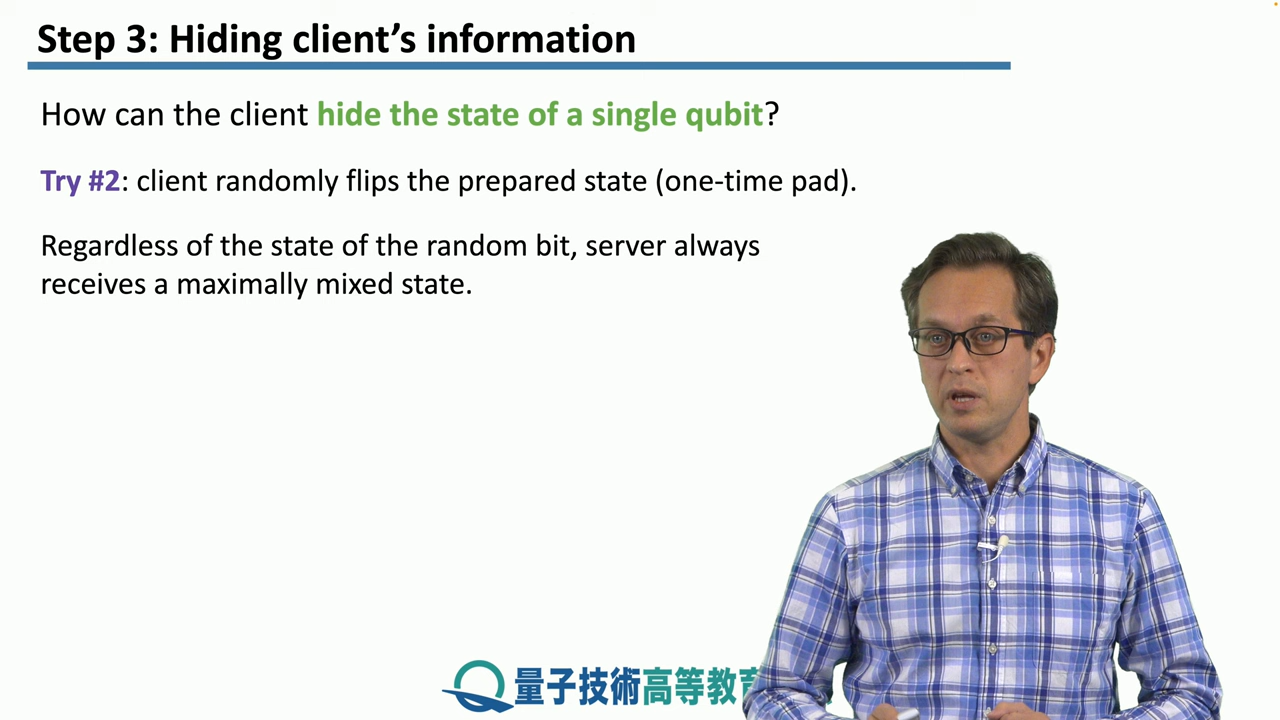 Step 3: Hiding client’s information
How can the client hide the state of a single qubit?
Try #2: client randomly flips the prepared state (one-time pad).
Regardless of the state of the random bit, server always
receives a maximally mixed state.
量子技術高等教育